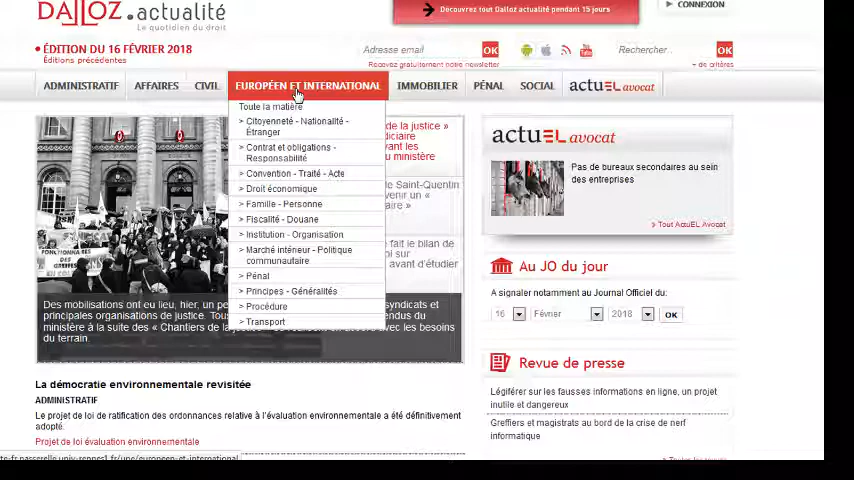 DALLOZ actualité
Le quotidien du droit
Découvrez tout Dalloz actualité pendant 15 jours
CONNEXION
• ÉDITION DU 16 FÉVRIER 2018
Éditions précédentes
Adresse email
OK
Recevez gratuitement notre newsletter
You
Rechercher..
OK
+ de critères
ADMINISTRATIF
AFFAIRES
CIVIL
EUROPÉEN ET INTERNATIONAL
IMMOBILIER
PÉNAL
SOCIAL
actuEL avocat
Toute la matière
> Citoyenneté - Nationalité -
Étranger
> Contrat et obligations -
Responsabilité
> Convention - Traité - Acte
> Droit économique
> Famille - Personne
> Fiscalité - Douane
> Institution - Organisation
> Marché intérieur - Politique
communautaire
> Pénal
> Principes - Généralités
> Procédure
> Transport
de la justice »
diciaire
vant les
ministère
de Saint-Quentin
venir un «
aire »
fait le bilan de
oi sur
avant d'étudier
FONCTIONNAIRES
Des mobilisations ont eu lieu, hier, un pe
syndicats et
principales organisations de justice. Tous
endus du
ministère à la suite des « Chantiers de la
besoins
du terrain.
La démocratie environnementale revisitée
ADMINISTRATIF
Le projet de loi de ratification des ordonnances relative à l'évaluation environnementale a été définitivement
adopté.
Projet de loi évaluation environnementale
actuEL avocat
Pas de bureaux secondaires au sein
des entreprises
> Tout ActuEL Avocat
Au JO du jour
A signaler notamment au Journal Officiel du:
16
Février
2018
OK
Revue de presse
Légiférer sur les fausses informations en ligne, un projet
inutile et dangereux
Greffiers et magistrats au bord de la crise de nerf
informatique